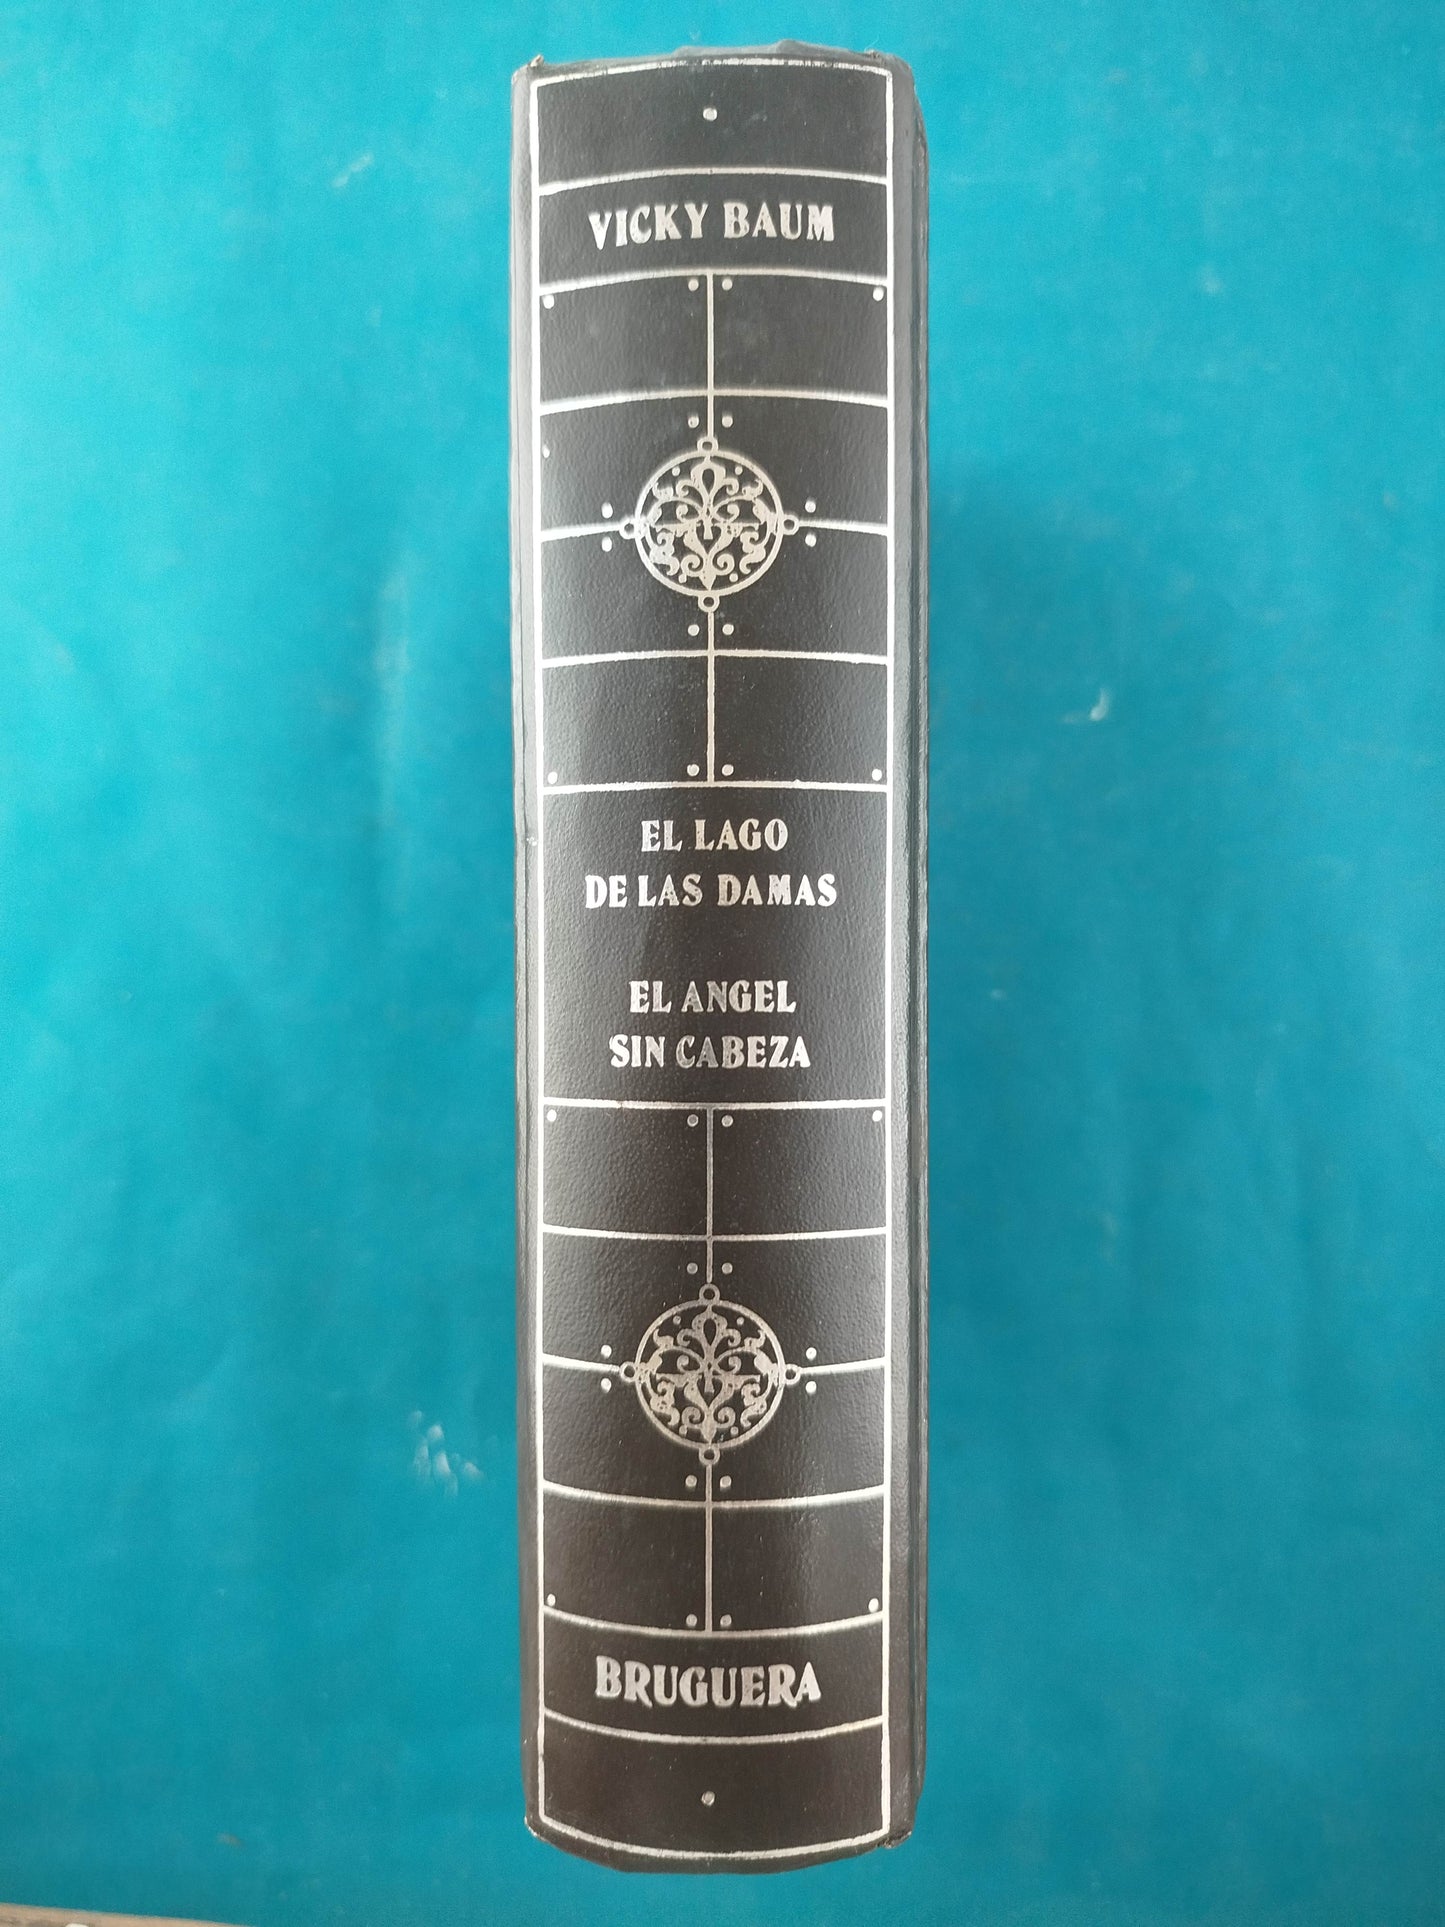 VICKY BAUM
EL LAGO
DE LAS DAMAS
EL ANGEL
SIN CABEZA
BRUGUERA